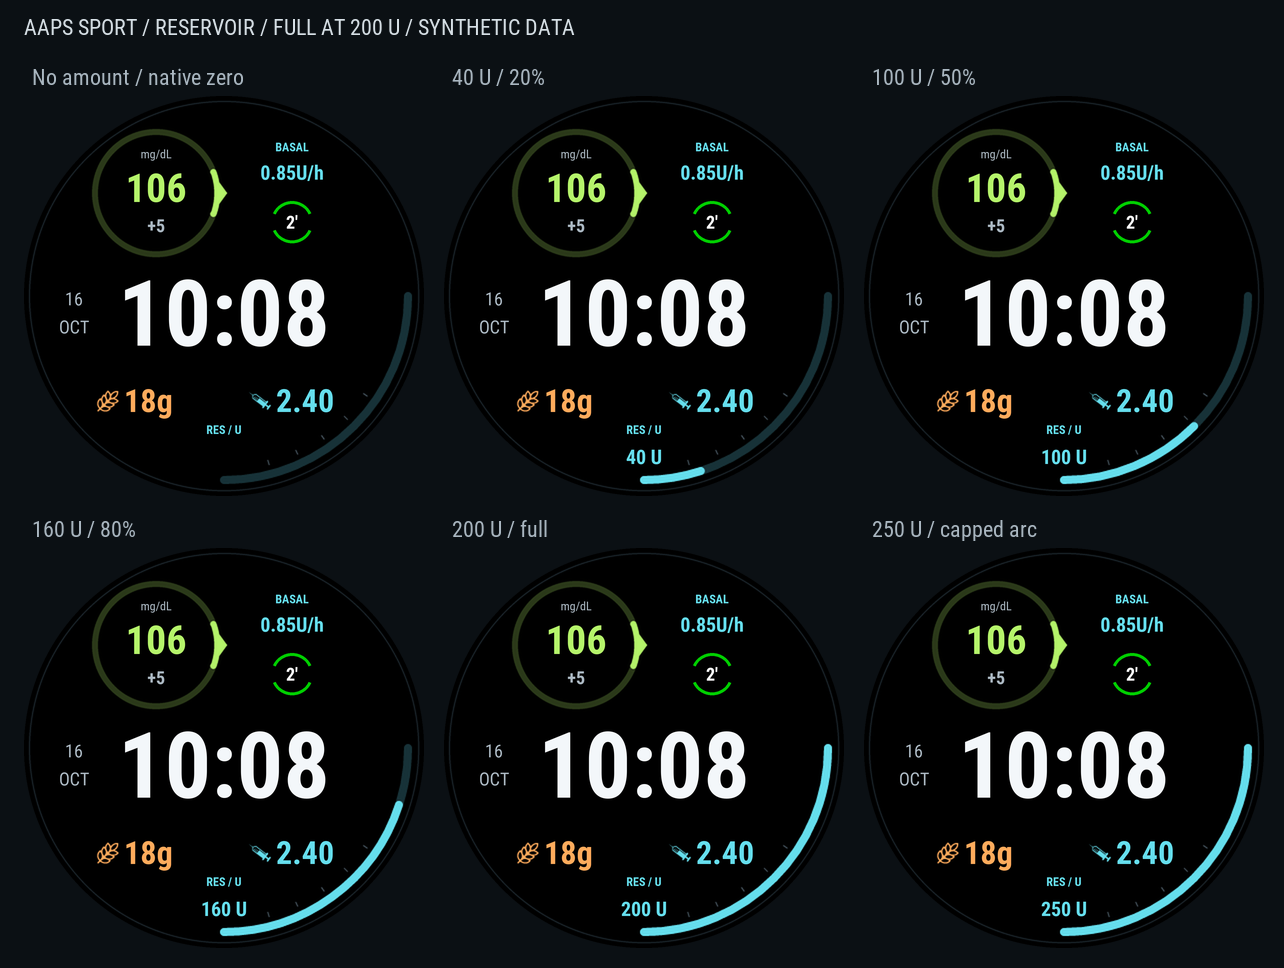 AAPS SPORT / RESERVOIR / FULL AT 200 U / SYNTHETIC DATA
No amount / native zero
mg/dL
106
+5
BASAL
0.85U/h
2'
16
OCT
10:08
18g
2.40
RES / U
40 U / 20%
mg/dL
106
+5
BASAL
0.85U/h
2'
16
OCT
10:08
18g
2.40
RES / U
40 U
100 U / 50%
mg/dL
106
+5
BASAL
0.85U/h
2'
16
OCT
10:08
18g
2.40
RES / U
100 U
160 U / 80%
mg/dL
106
+5
BASAL
0.85U/h
2'
16
OCT
10:08
18g
2.40
RES / U
160 U
200 U / full
mg/dL
106
+5
BASAL
0.85U/h
2'
16
OCT
10:08
18g
2.40
RES / U
200 U
250 U / capped arc
mg/dL
106
+5
BASAL
0.85U/h
2'
16
OCT
10:08
18g
2.40
RES / U
250 U